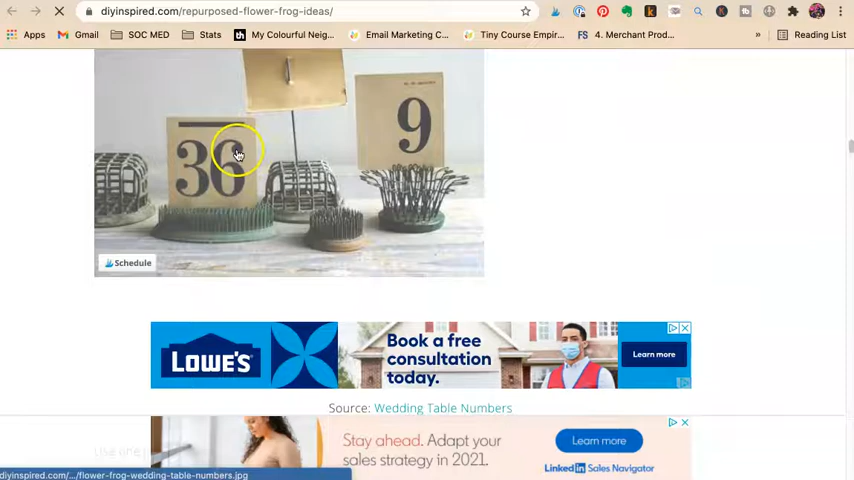 diyinspired.com/repurposed-flower-frog-ideas/
Apps
Gmail
SOC MED
Stats
My Colourful Neig...
Email Marketing C...
Tiny Course Empir...
4. Merchant Prod...
»
Reading List
36
9
Schedule
LOWE'S
Book a free
consultation
today.
Learn more
Source: Wedding Table Numbers
Stay ahead. Adapt your
sales strategy in 2021.
Learn more
LinkedIn Sales Navigator
diyinspired.com/.../flower-frog-wedding-table-numbers.jpg